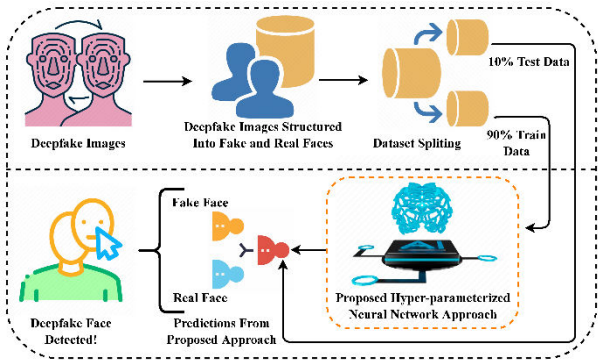 Deepfake Images
Deepfake Images Structured
Into Fake and Real Faces
Dataset Spliting
10% Test Data
90% Train
Data
Fake Face
Real Face
Deepfake Face
Detected!
Predictions From
Proposed Approach
AI
Proposed Hyper-parameterized
Neural Network Approach